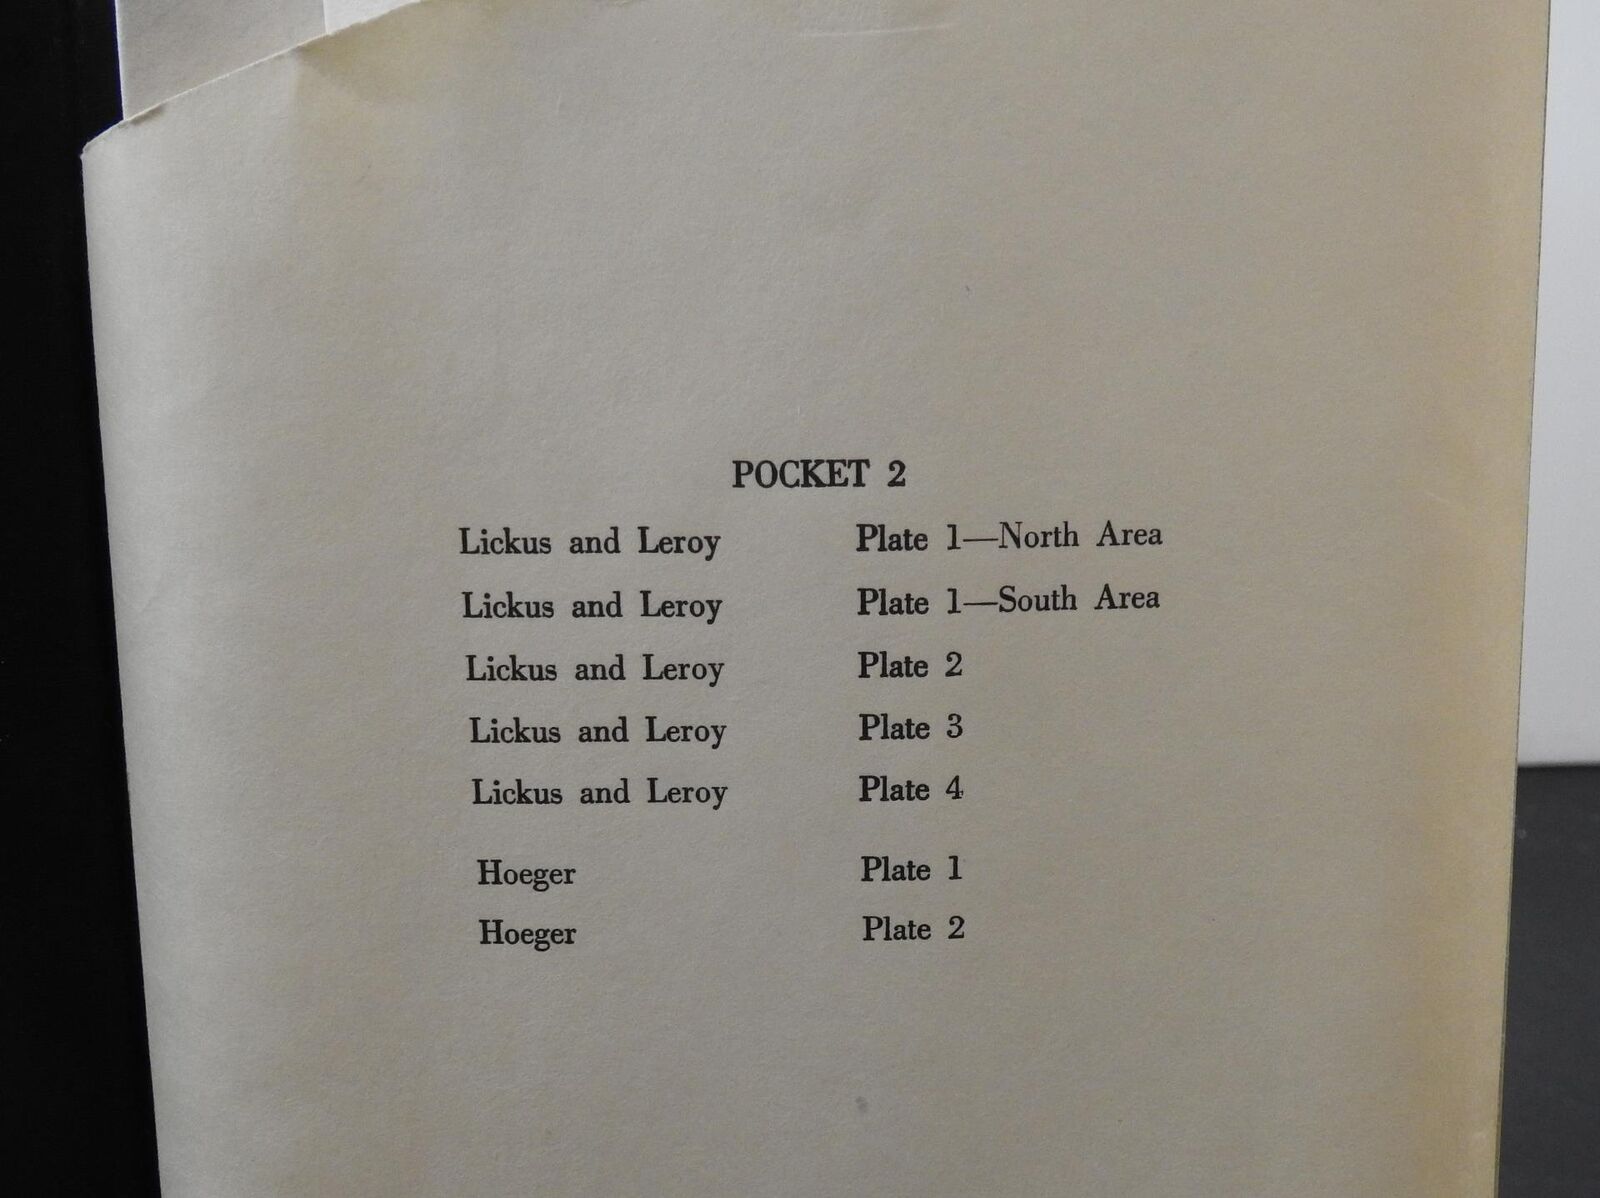 POCKET 2
Lickus and Leroy Plate 1—North Area
Lickus and Leroy Plate 1—South Area
Lickus and Leroy Plate 2
Lickus and Leroy Plate 3
Lickus and Leroy Plate 4
Hoeger Plate 1
Hoeger Plate 2